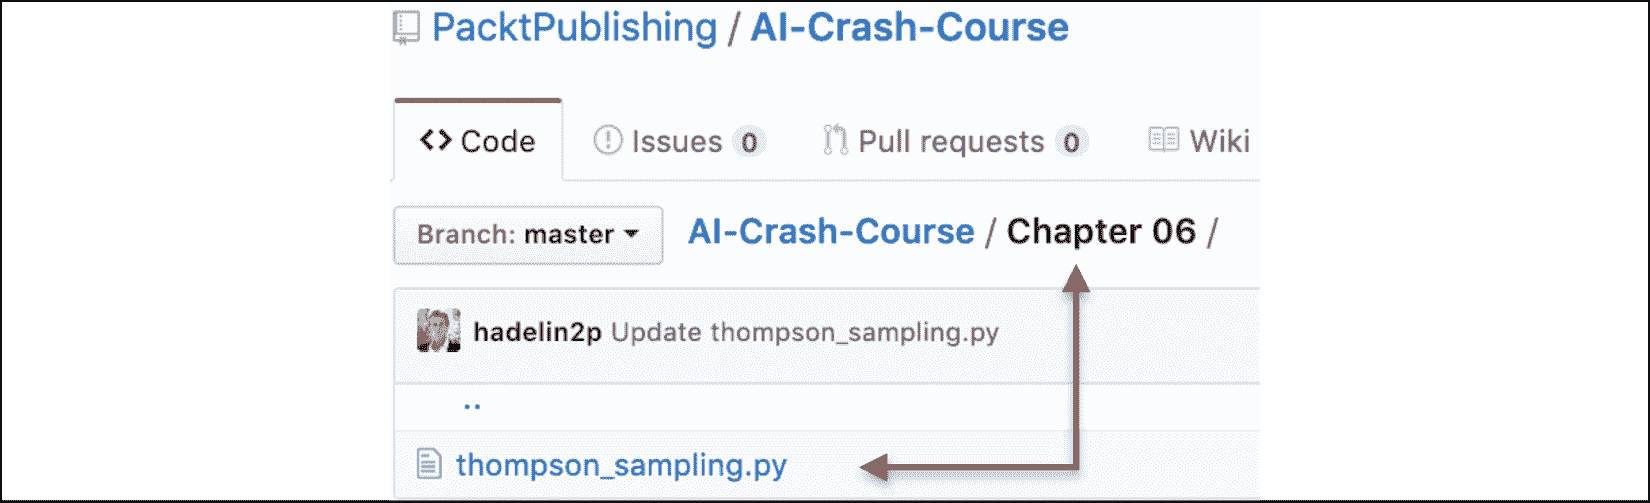 PacktPublishing / AI-Crash-Course
<> Code Issues 0 Pull requests 0 Wiki
Branch: master AI-Crash-Course / Chapter 06 /
hadelin2p Update thompson_sampling.py
..
thompson_sampling.py